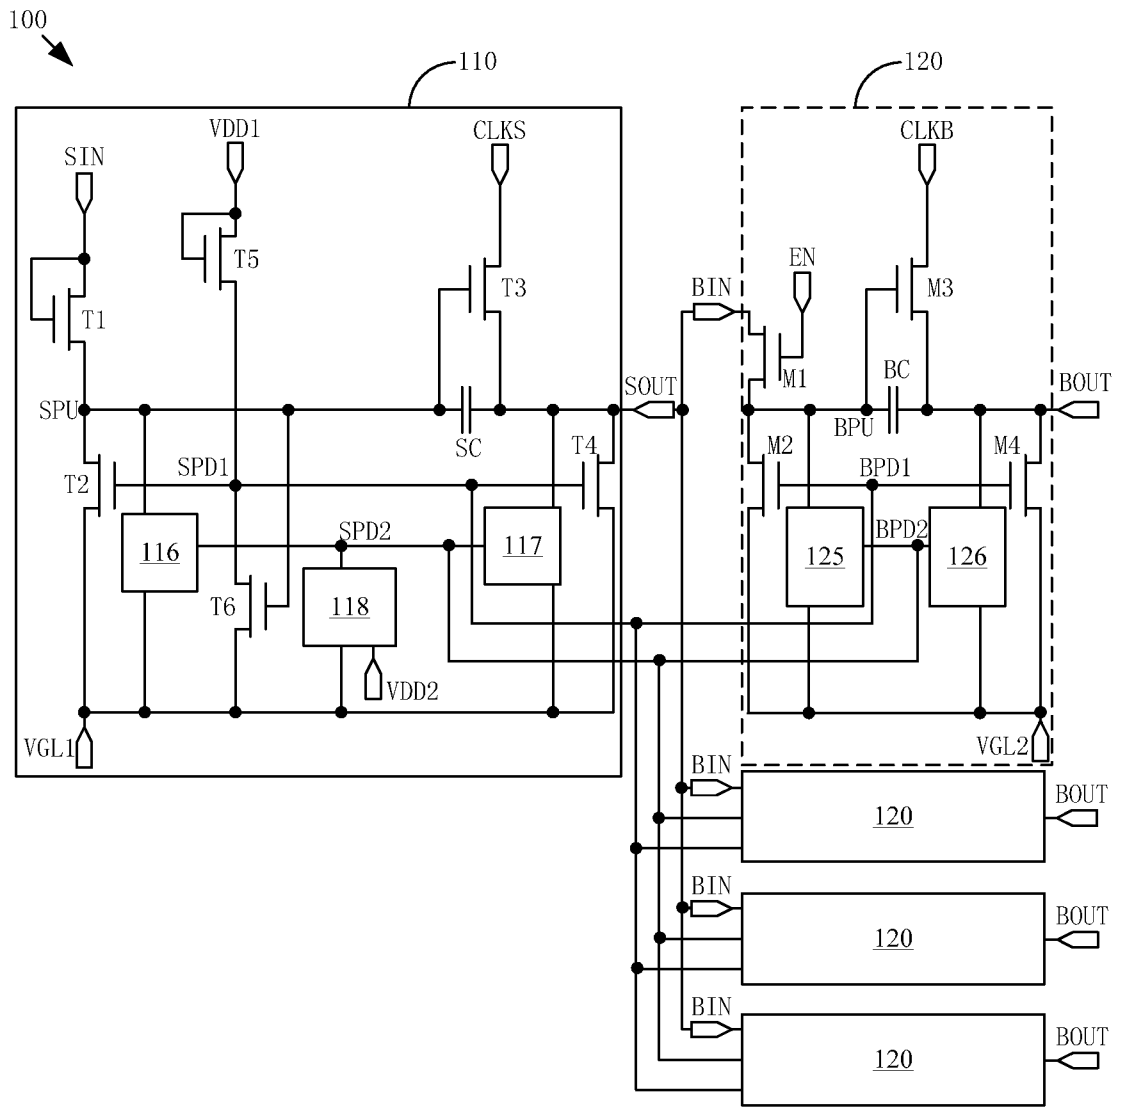 100
110
120
VDD1
CLKS
CLKB
SIN
T5
T3
EN
BIN
M3
T1
M1
SPU
SC
SOUT
BC
BPU
BOUT
T2
SPD1
T4
M2
BPD1
M4
116
SPD2
117
125
BPD2
126
T6
118
VDD2
VGL1
VGL2
BIN
120
BOUT
BIN
120
BOUT
BIN
120
BOUT